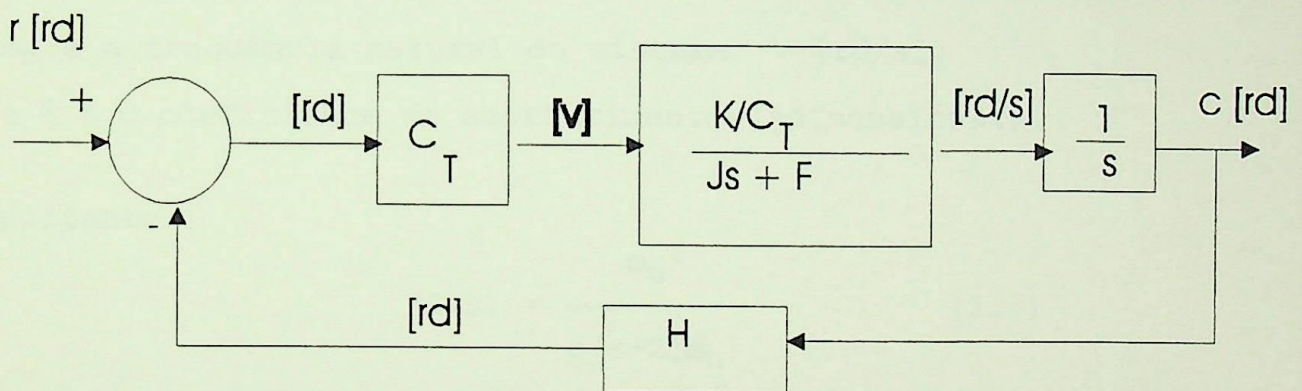 r [rd]
+
-
[rd]
C T
[V]
K/C T
Js + F
[rd/s]
1
s
c [rd]
[rd]
H